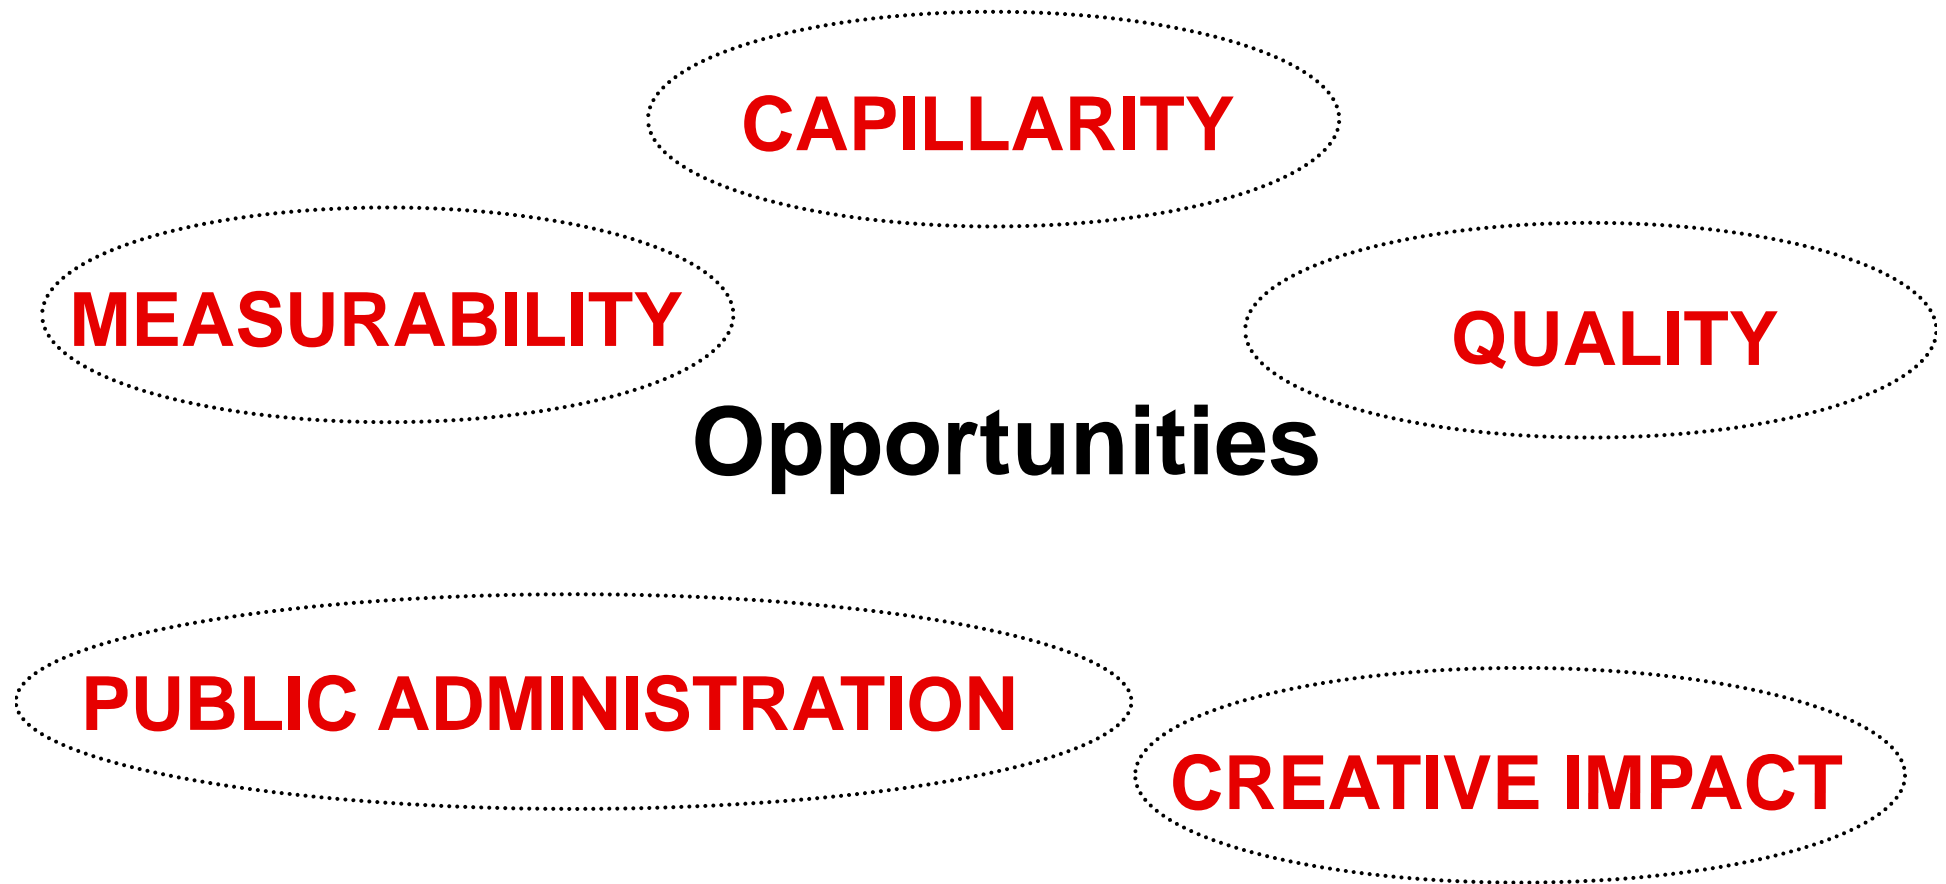 CAPILLARITY
MEASURABILITY
QUALITY
Opportunities
PUBLIC ADMINISTRATION
CREATIVE IMPACT